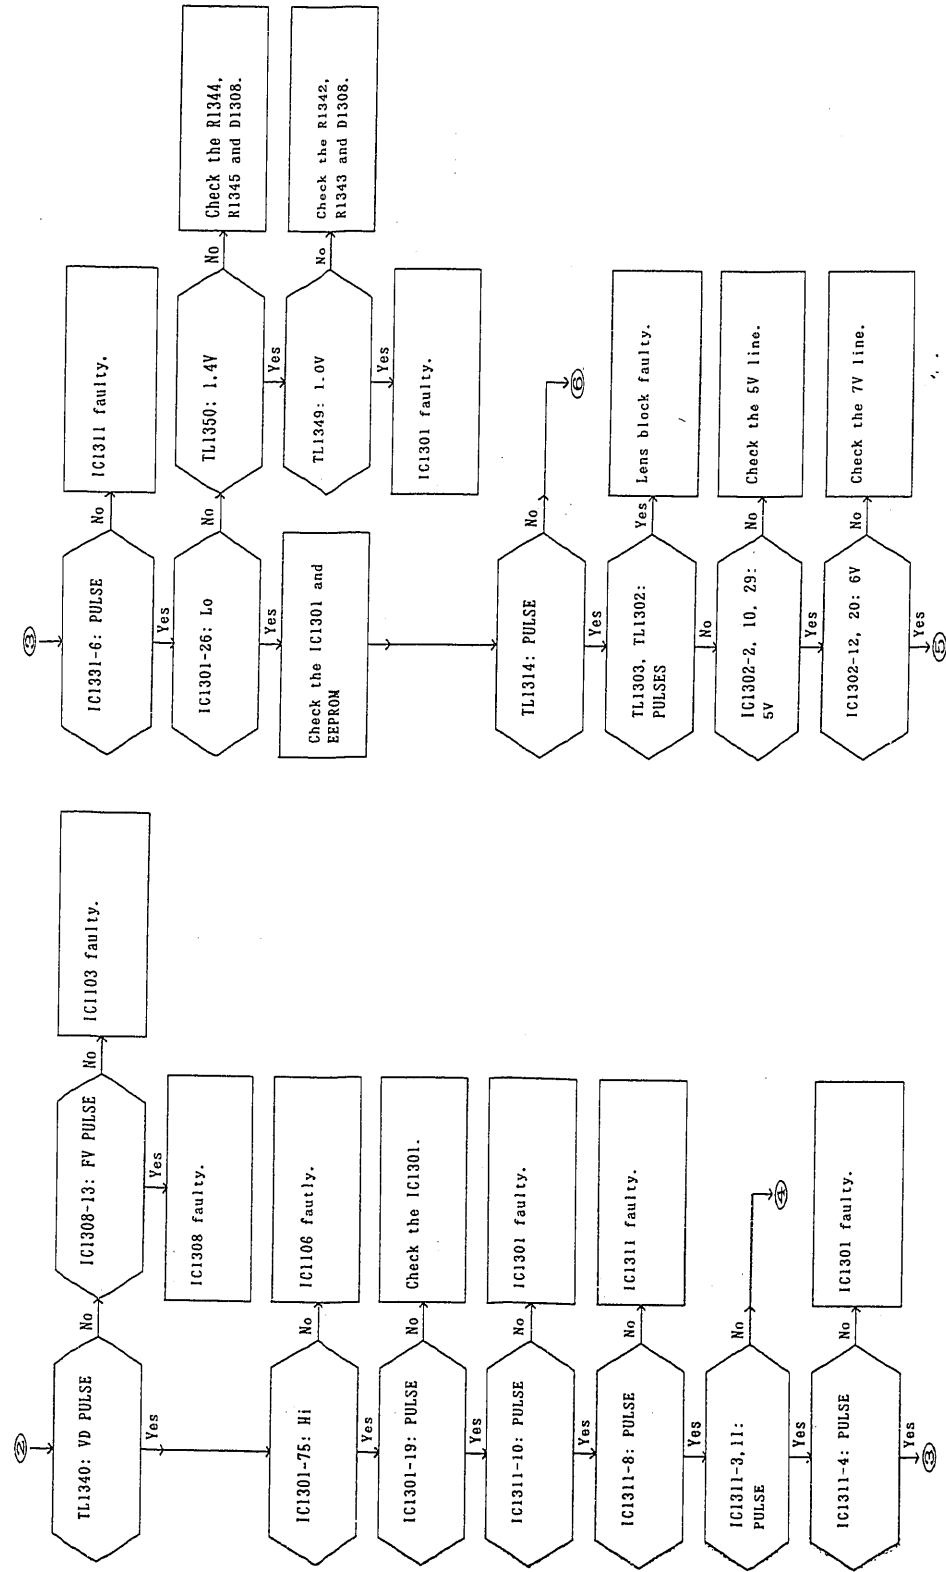 ②
TL1340: VD PULSE
No
IC1308-13: FV PULSE
No
IC1103 faulty.
Yes
IC1308 faulty.
Yes
IC1301-75: Hi
No
IC1106 fautly.
Yes
IC1301-19: PULSE
No
Check the IC1301.
Yes
IC1311-10: PULSE
No
IC1301 faulty.
Yes
IC1311-8: PULSE
No
IC1311 faulty.
Yes
IC1311-3,11:
PULSE
No
④
Yes
IC1311-4: PULSE
No
IC1301 faulty.
Yes
③
③
IC1331-6: PULSE
No
IC1311 faulty.
Yes
IC1301-26: Lo
No
TL1350: 1.4V
No
Check the R1344,
R1345 and D1308.
Yes
TL1349: 1.0V
No
Check the R1342,
R1343 and D1308.
Yes
IC1301 faulty.
Yes
Check the IC1301 and
EEPROM
TL1314: PULSE
No
⑥
Yes
TL1303, TL1302:
PULSES
Yes
Lens block faulty.
No
IC1302-2, 10, 29:
5V
No
Check the 5V line.
Yes
IC1302-12, 20: 6V
No
Check the 7V line.
Yes
⑤